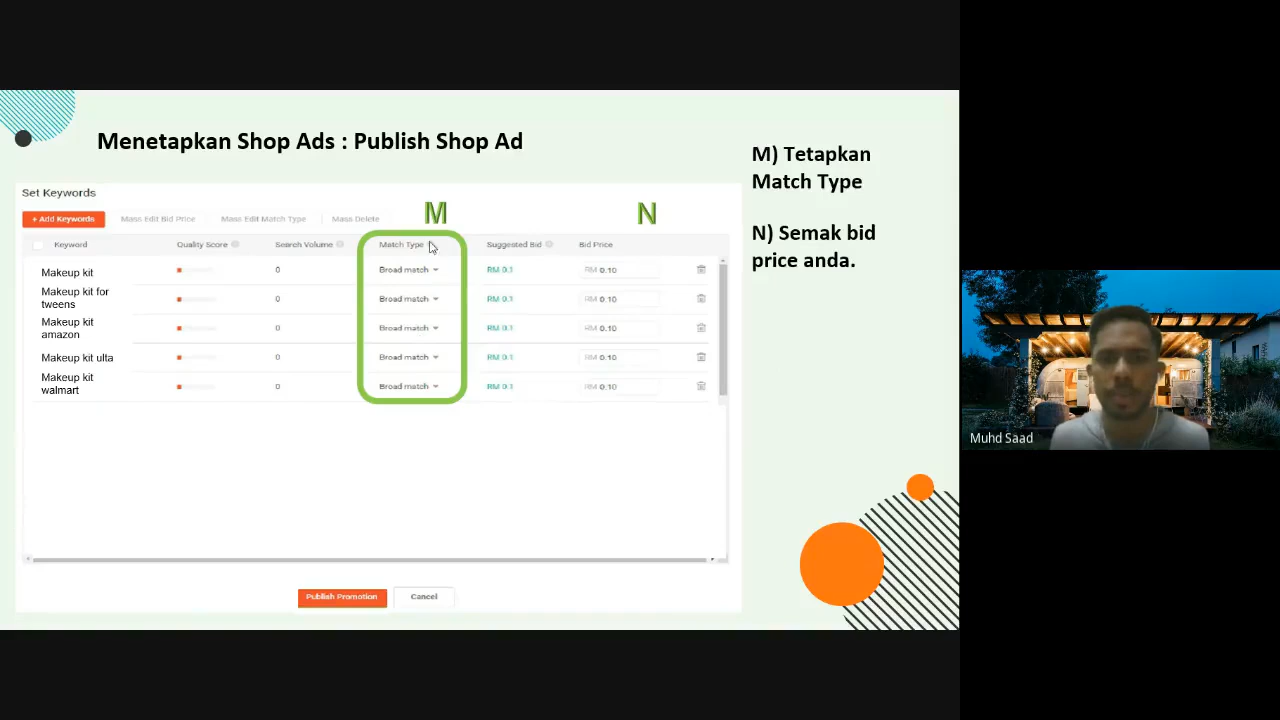 Menetapkan Shop Ads : Publish Shop Ad
M) Tetapkan
Match Type
N) Semak bid
price anda.
Set Keywords
+ Add Keywords Mass Edit Bid Price Mass Edit Match Type Mass Delete
M N
Keyword Quality Score Search Volume Match Type Suggested Bid Bid Price
Makeup kit 0 Broad match RM 0.1 RM 0.10
Makeup kit for
tweens 0 Broad match RM 0.1 RM 0.10
Makeup kit
amazon 0 Broad match RM 0.1 RM 0.10
Makeup kit ulta 0 Broad match RM 0.1 RM 0.10
Makeup kit
walmart 0 Broad match RM 0.1 RM 0.10
Publish Promotion Cancel
Muhd Saad